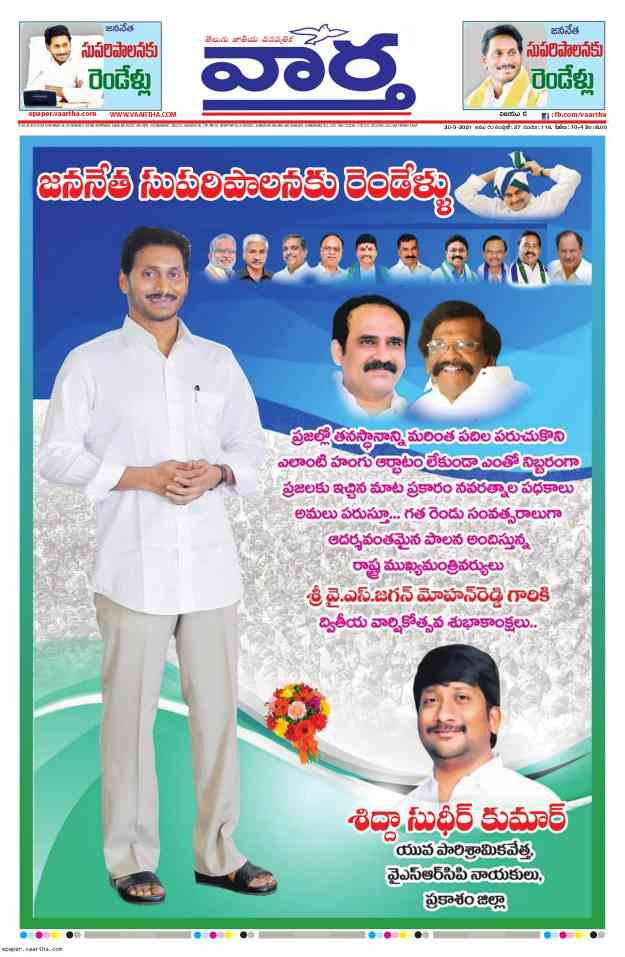 జననేత
సుపరిపాలనకు
రెండేళ్లు
epaper.vaartha.com
WWW.VAARTHA.COM
తెలుగు జాతీయ దినపత్రిక
వార్త
జననేత
సుపరిపాలనకు
రెండేళ్లు
fb.com/vaartha
జననేత సుపరిపాలనకు రెండేళ్ళు
ప్రజల్లో తనస్థానాన్ని మరింత పదిల పరుచుకొని
ఎలాంటి హంగు ఆర్భాటం లేకుండా ఎంతో నిబ్బరంగా
ప్రజలకు ఇచ్చిన మాట ప్రకారం నవరత్నాల పధకాలు
అమలు పరుస్తూ... గత రెండు సంవత్సరాలుగా
ఆదర్శవంతమైన పాలన అందిస్తున్న
రాష్ట్ర ముఖ్యమంత్రివర్యులు
శ్రీ వై.ఎస్.జగన్ మోహన్‌రెడ్డి గారికి
ద్వితీయ వార్షికోత్సవ శుభాకాంక్షలు..
శిద్దా సుధీర్ కుమార్
యువ పారిశ్రామికవేత్త,
వైఎస్ఆర్‌సిపి నాయకులు,
ప్రకాశం జిల్లా
epaper.vaartha.com